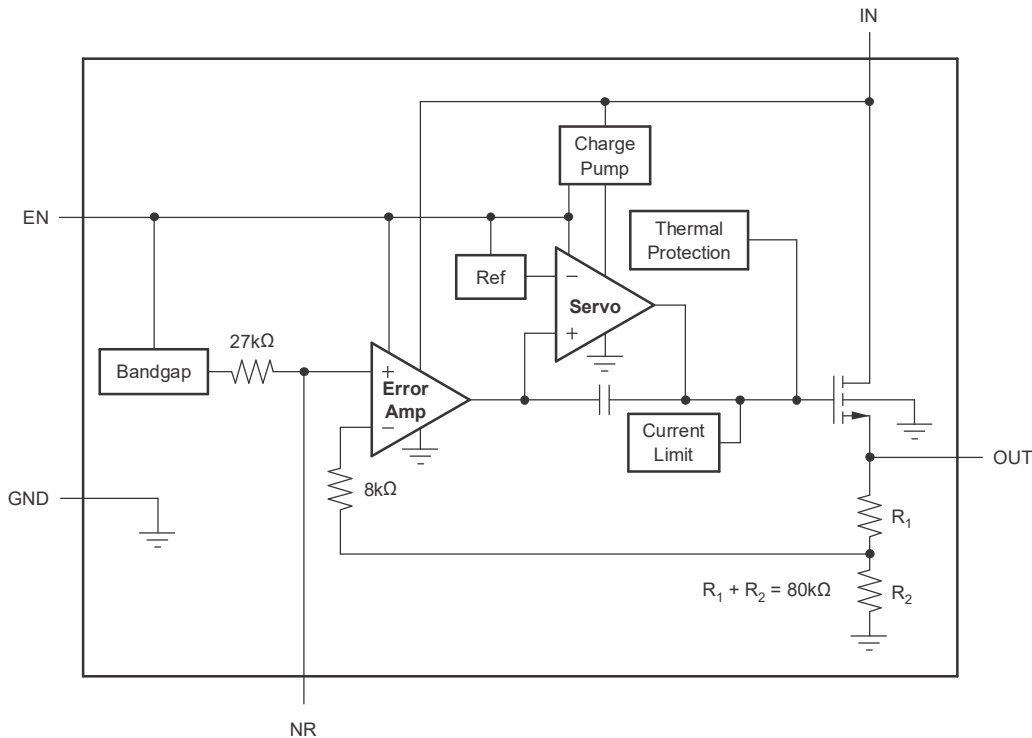 IN
Charge
Pump
EN
Thermal
Protection
Ref
−
Servo
+
27kΩ
Bandgap
+
Error
Amp
−
Current
Limit
OUT
8kΩ
GND
R1
R1 + R2 = 80kΩ
R2
NR